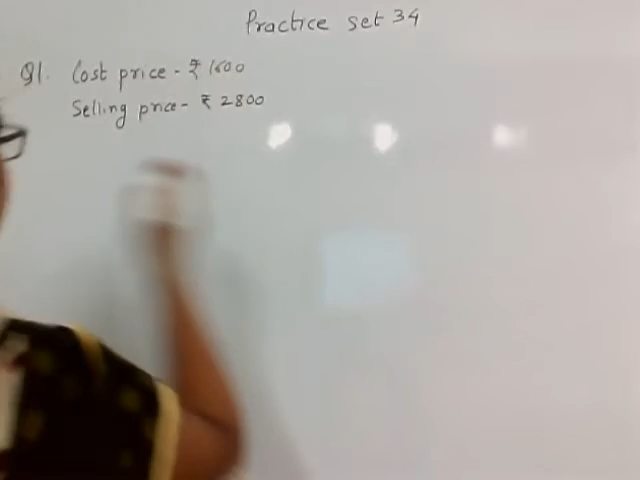 Practice set 34
Q1. Cost price - ₹ 1600
Selling price - ₹ 2800